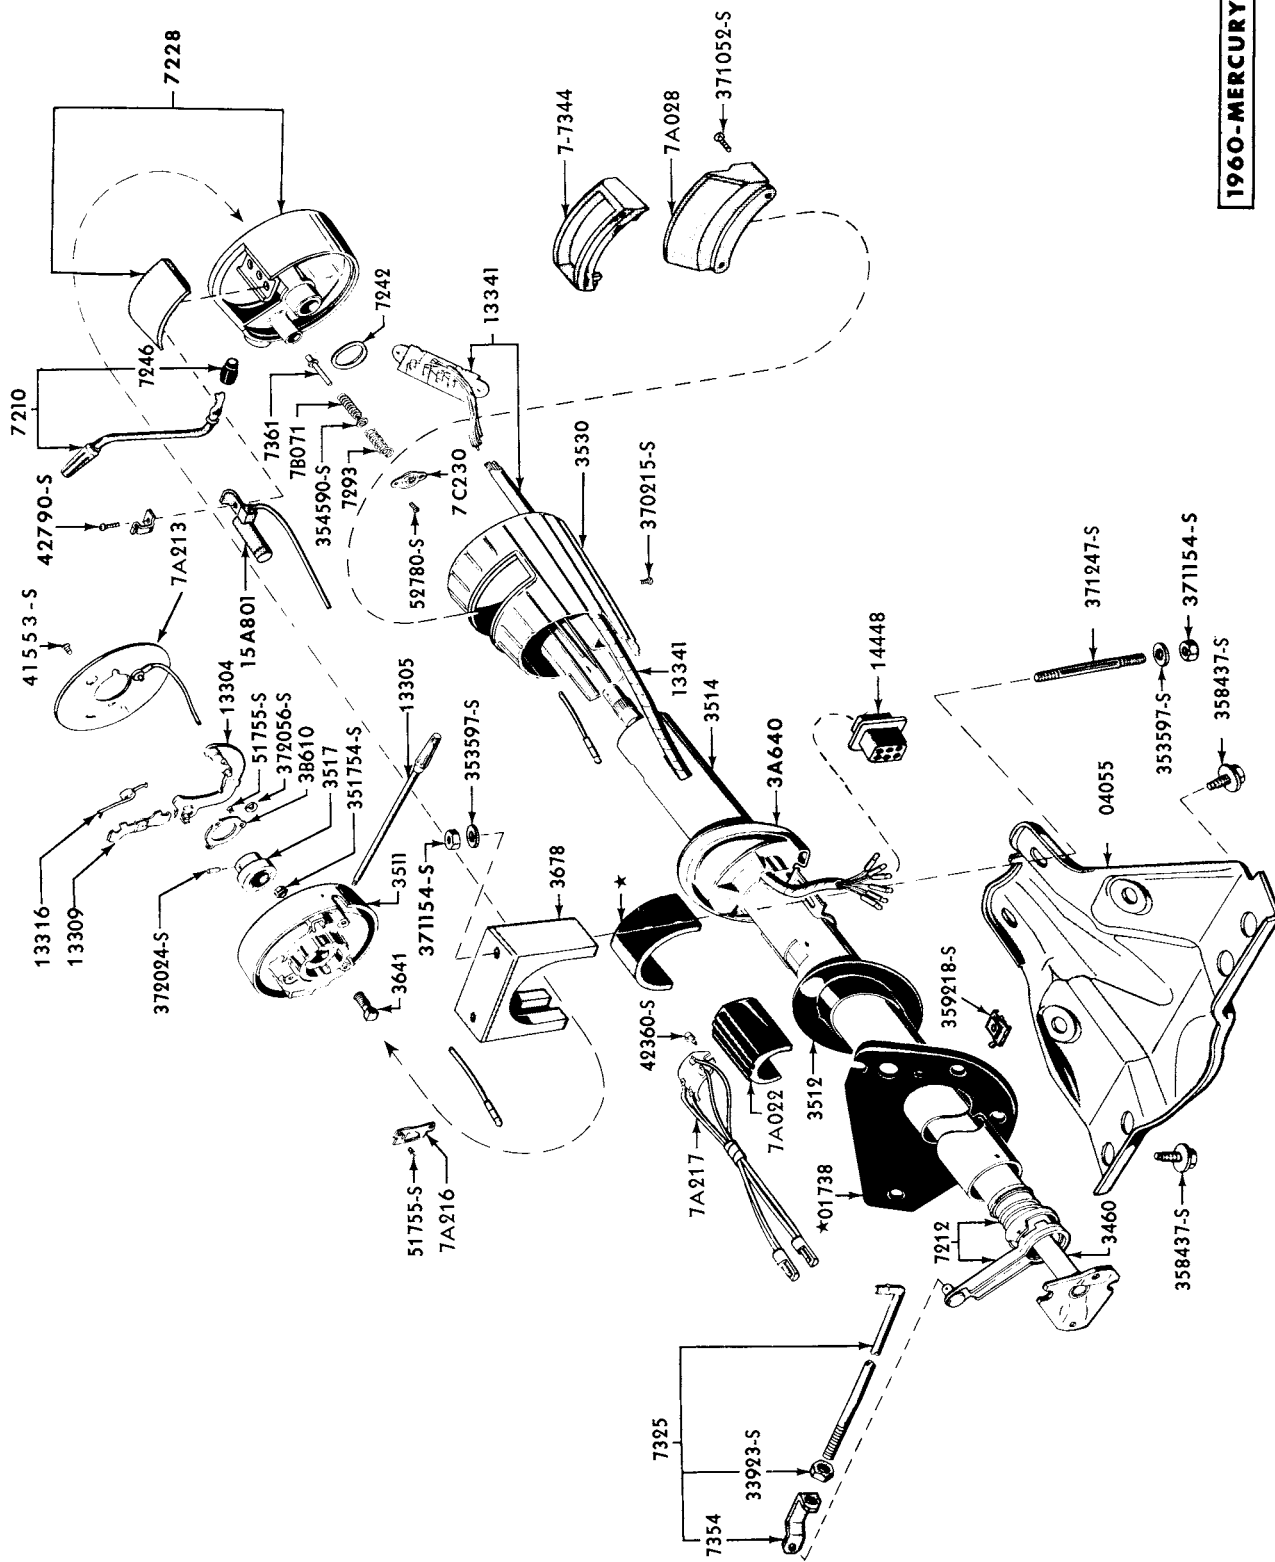 7228
371052-S
7-7344
7A028
1960-MERCURY
7246
7210
7242
13341
42790-S
7361
7B071
354590-S
7293
7C230
3530
370215-S
52780-S
41553-S
7A213
15A801
13304
51755-S
372056-S
3B610
3517
351754-S
13305
353597-S
13341
3514
3A640
14448
371247-S
371154-S
353597-S
358437-S
04055
13316
13309
372024-S
3511
371154-S
3641
3678
★
42360-S
359218-S
51755-S
7A216
7A217
7A022
3512
★01738
7212
3460
358437-S
7325
33923-S
7354